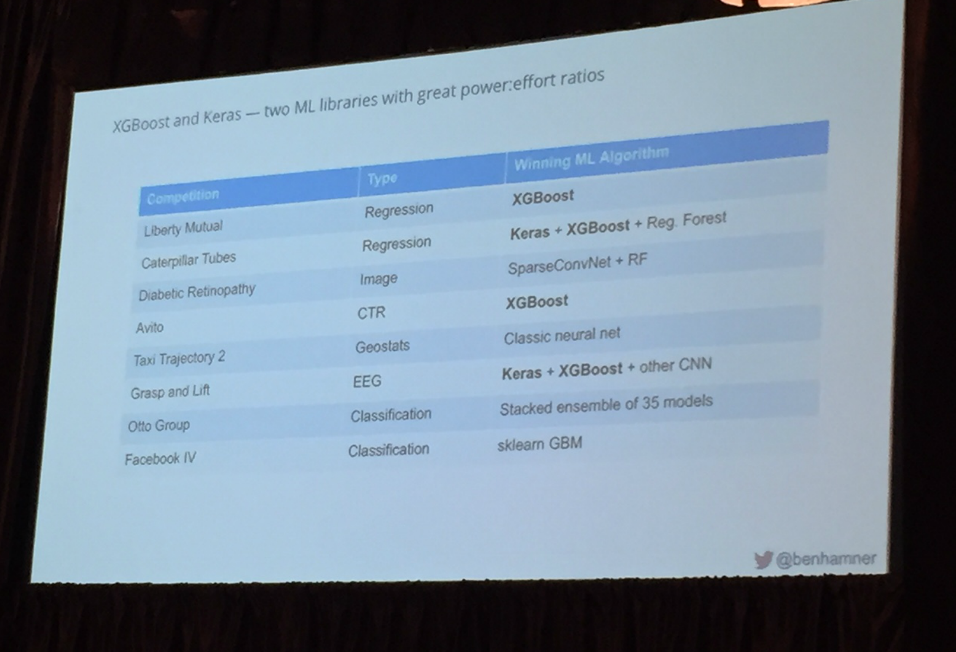 XGBoost and Keras — two ML libraries with great power:effort ratios
Competition Type Winning ML Algorithm
Liberty Mutual Regression XGBoost
Caterpillar Tubes Regression Keras + XGBoost + Reg. Forest
Diabetic Retinopathy Image SparseConvNet + RF
Avito CTR XGBoost
Taxi Trajectory 2 Geostats Classic neural net
Grasp and Lift EEG Keras + XGBoost + other CNN
Otto Group Classification Stacked ensemble of 35 models
Facebook IV Classification sklearn GBM
@benhamner